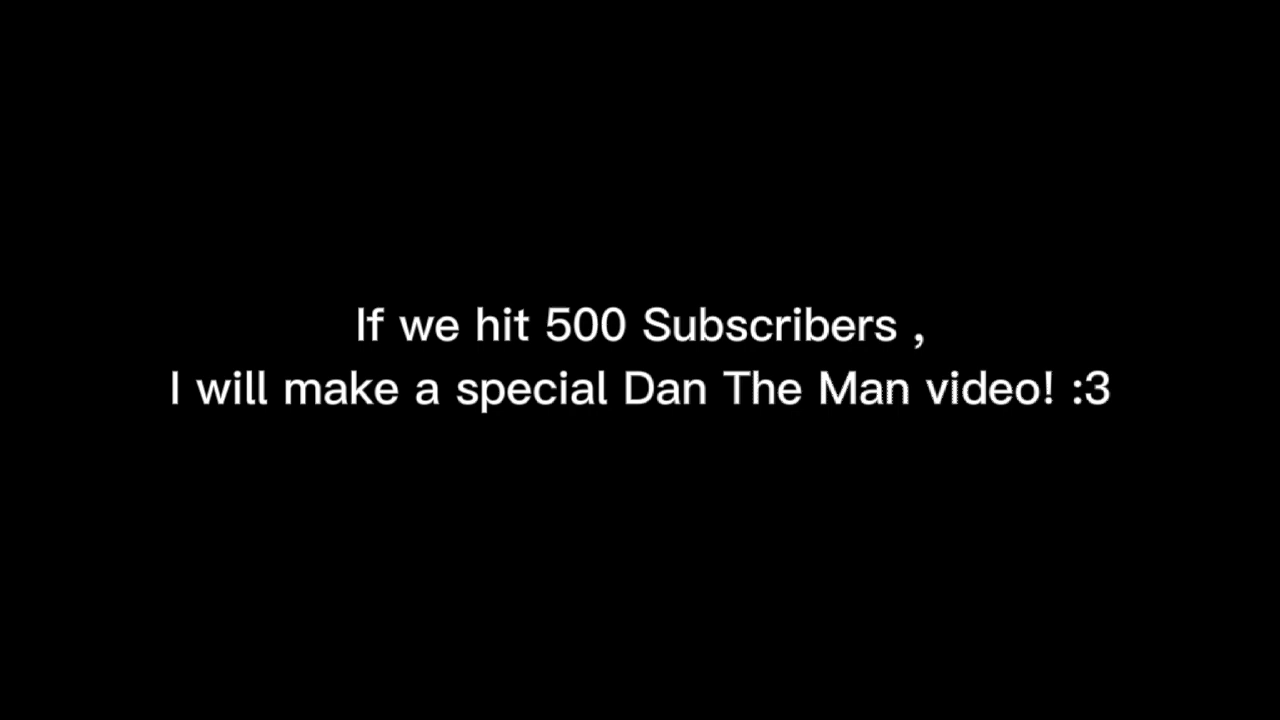 If we hit 500 Subscribers ,
I will make a special Dan The Man video! :3